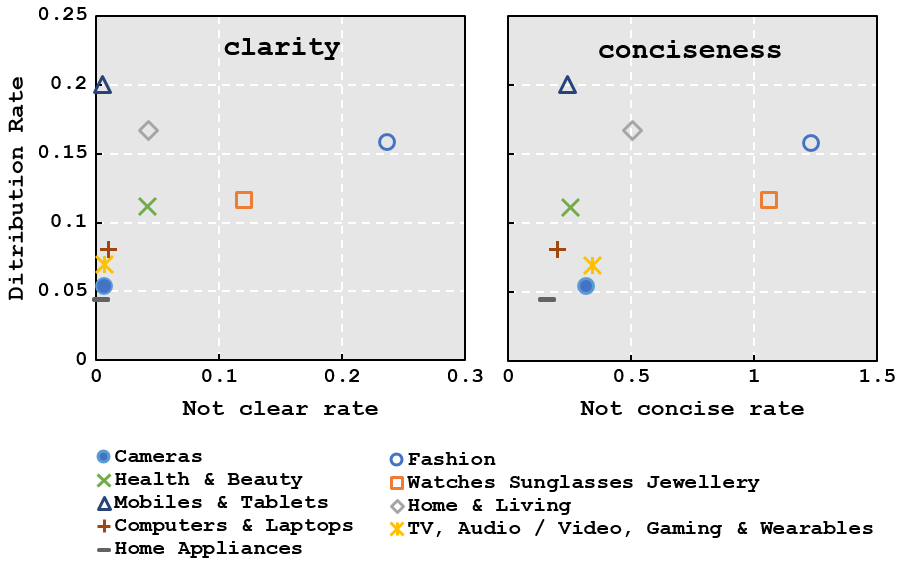 clarity
conciseness
Ditribution Rate
0.25
0.2
0.15
0.1
0.05
0
0
0.1
0.2
0.3
0
0.5
1
1.5
Not clear rate
Not concise rate
Cameras
Health & Beauty
Mobiles & Tablets
Computers & Laptops
Home Appliances
Fashion
Watches Sunglasses Jewellery
Home & Living
TV, Audio / Video, Gaming & Wearables